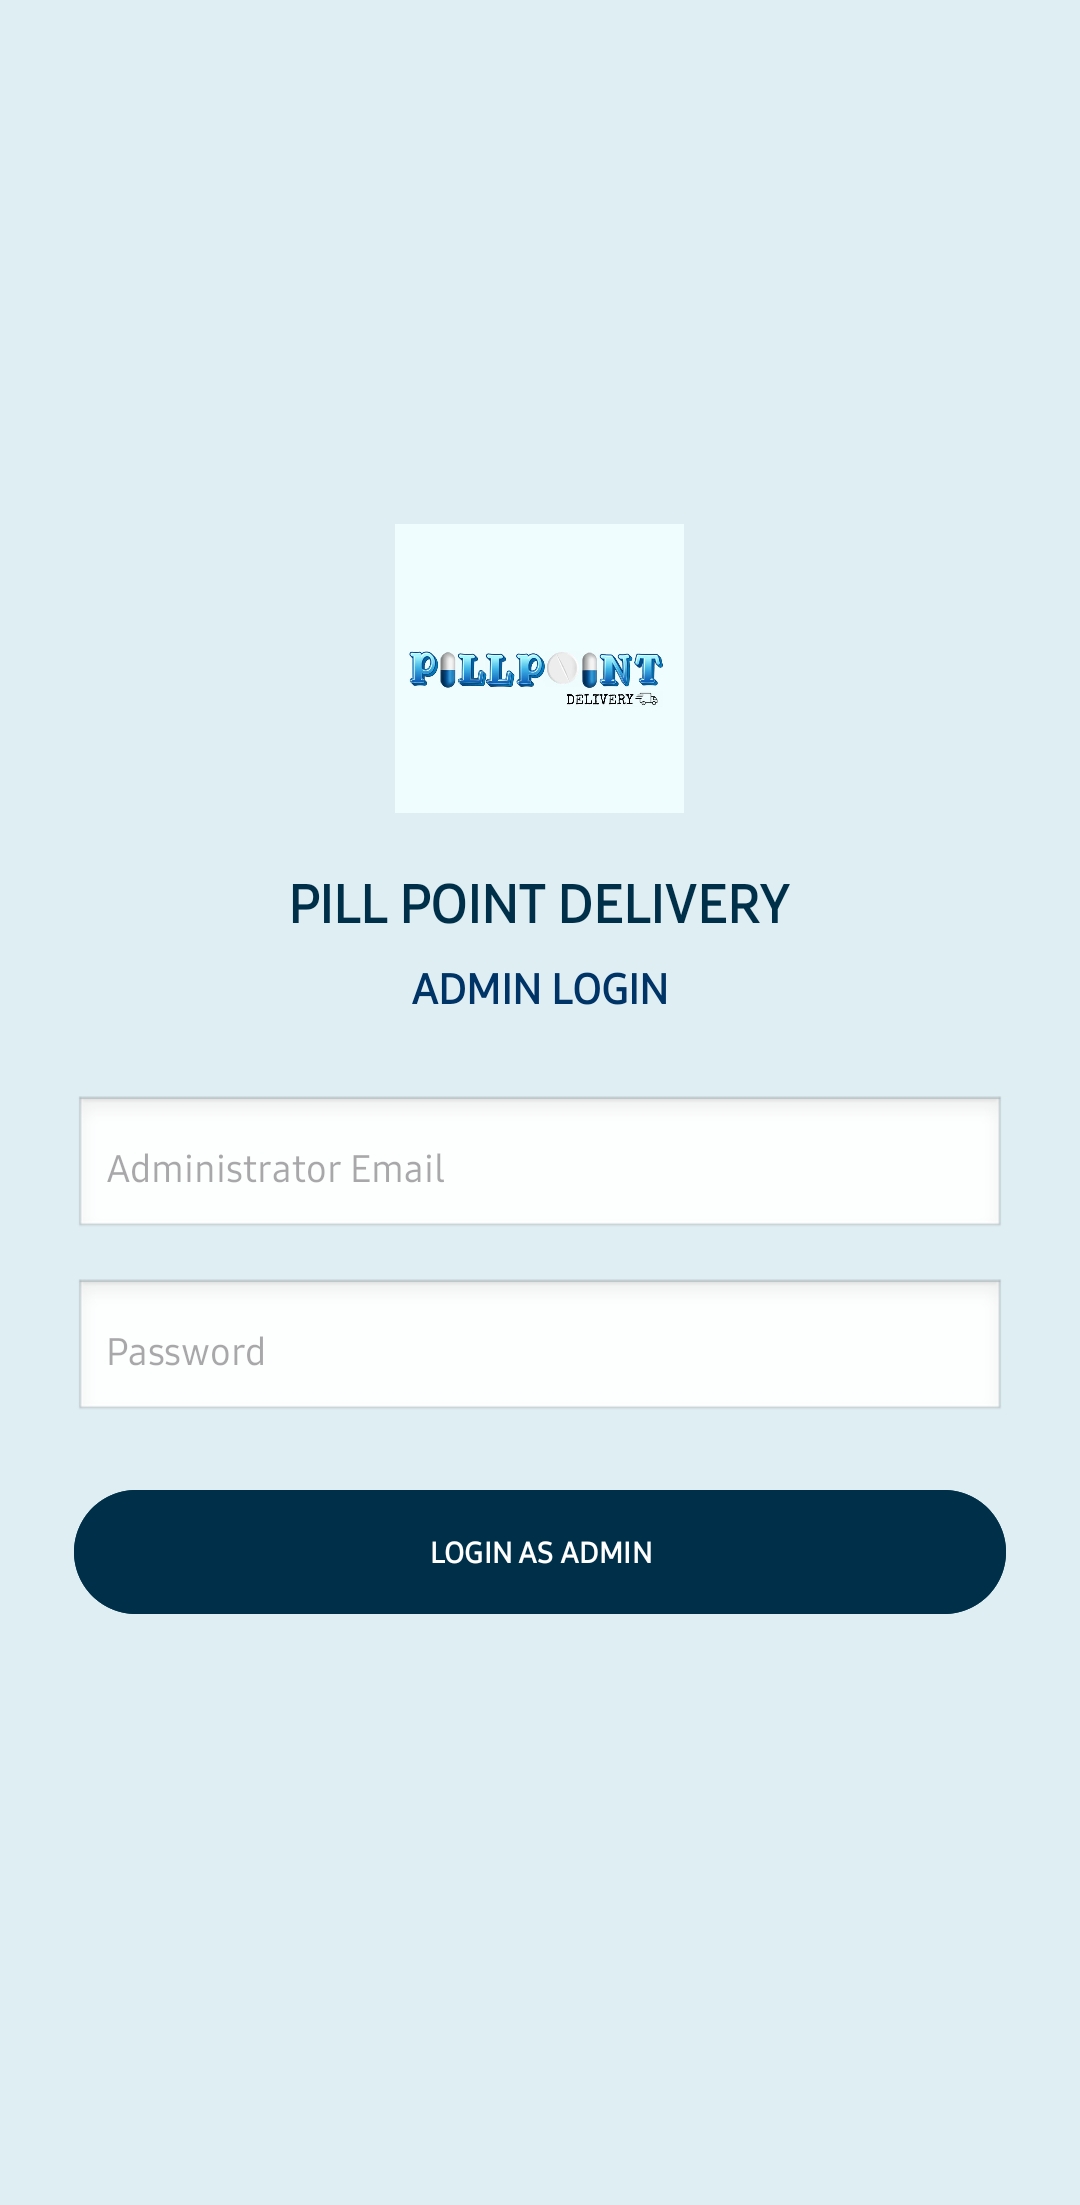 PILLPOINT
DELIVERY
PILL POINT DELIVERY
ADMIN LOGIN
Administrator Email
Password
LOGIN AS ADMIN